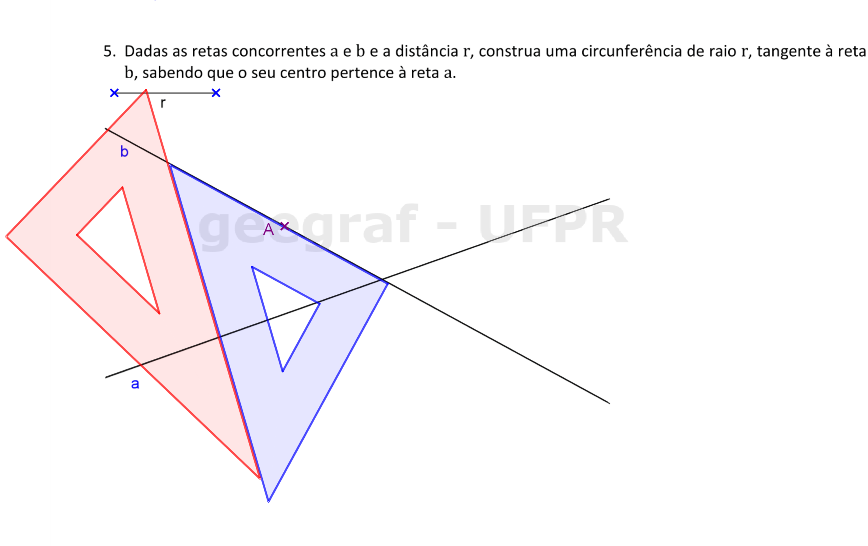 5. Dadas as retas concorrentes a e b e a distância r, construa uma circunferência de raio r, tangente à reta
b, sabendo que o seu centro pertence à reta a.
r
b
geegraf - UFPR
A
a